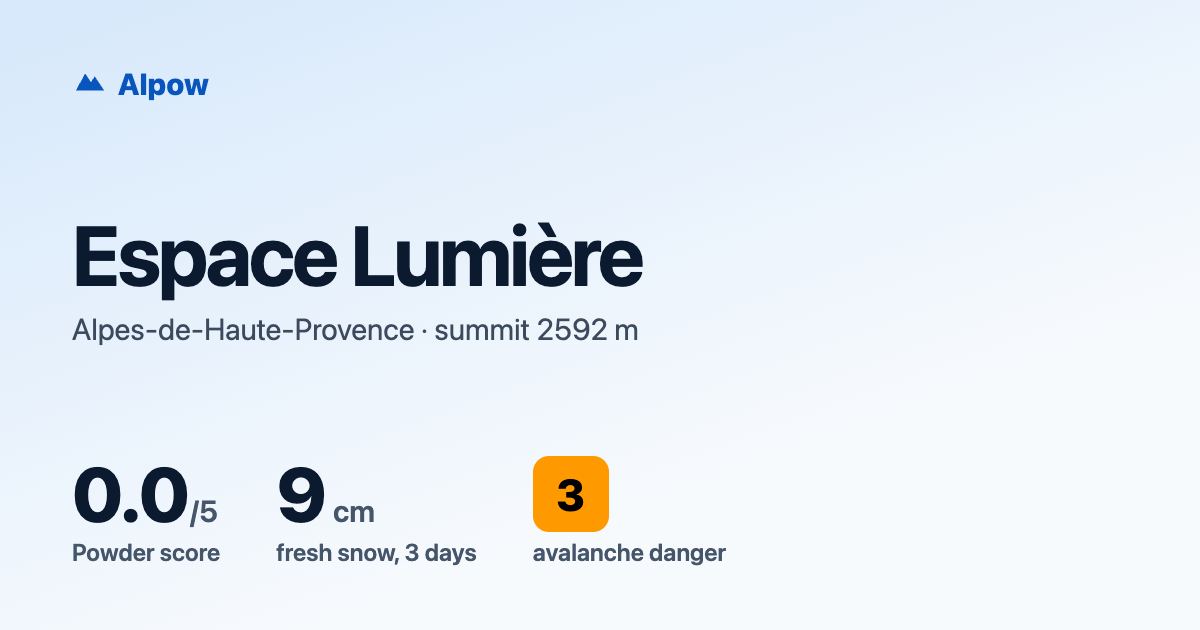 Alpow
Espace Lumière
Alpes-de-Haute-Provence · summit 2592 m
0.0/5
Powder score
9 cm
fresh snow, 3 days
3
avalanche danger